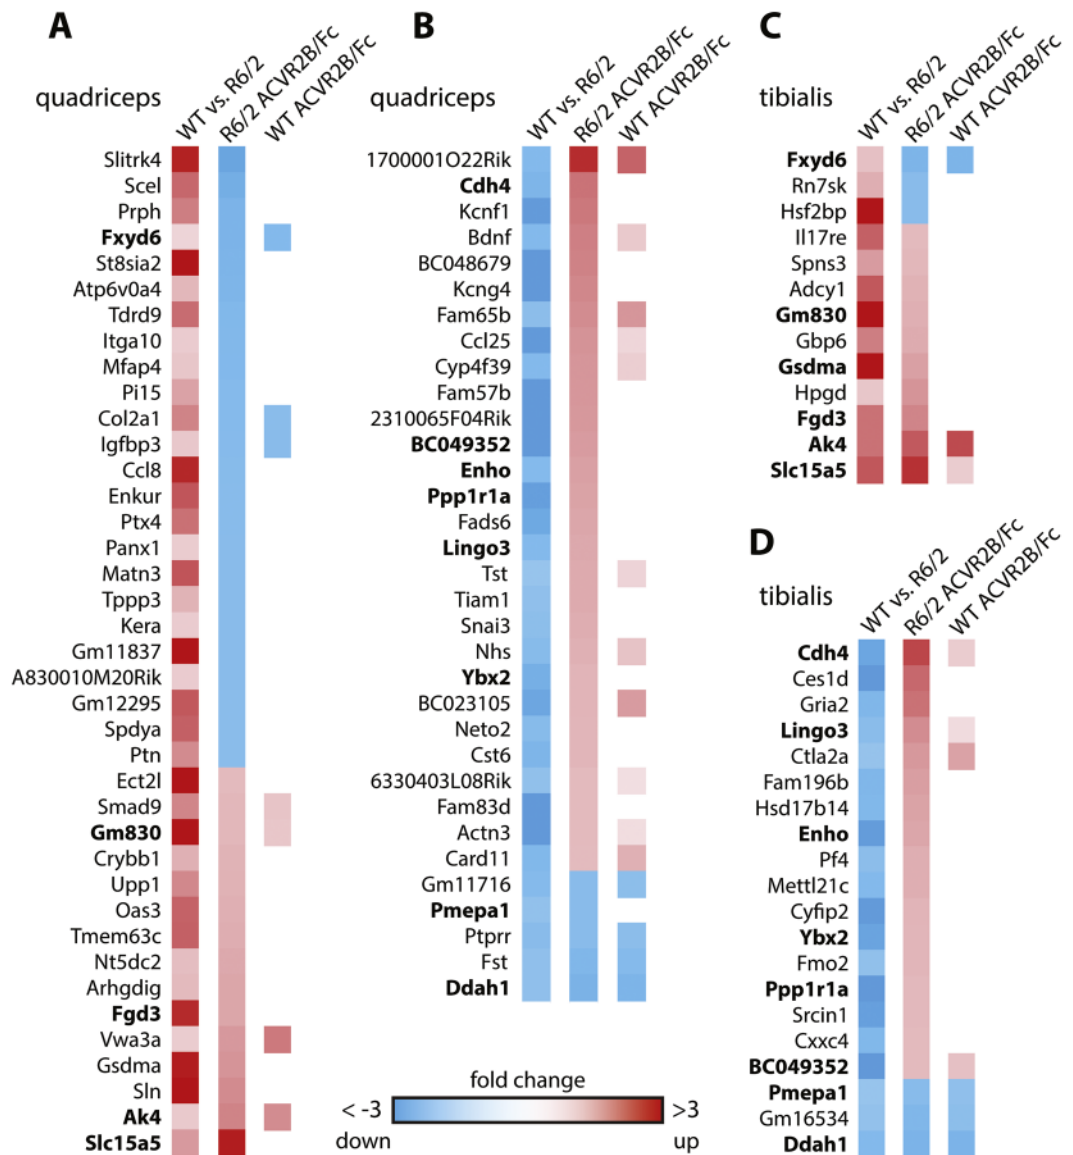 A
quadriceps
WT vs. R6/2
R6/2 ACVR2B/Fc
WT ACVR2B/Fc
Slitrk4
Scel
Prph
Fxyd6
St8sia2
Atp6v0a4
Tdrd9
Itga10
Mfap4
Pi15
Col2a1
Igfbp3
Ccl8
Enkur
Ptx4
Panx1
Matn3
Tppp3
Kera
Gm11837
A830010M20Rik
Gm12295
Spdya
Ptn
Ect2l
Smad9
Gm830
Crybb1
Upp1
Oas3
Tmem63c
Nt5dc2
Arhgdig
Fgd3
Vwa3a
Gsdma
Sln
Ak4
Slc15a5
B
quadriceps
WT vs. R6/2
R6/2 ACVR2B/Fc
WT ACVR2B/Fc
1700001O22Rik
Cdh4
Kcnf1
Bdnf
BC048679
Kcng4
Fam65b
Ccl25
Cyp4f39
Fam57b
2310065F04Rik
BC049352
Enho
Ppp1r1a
Fads6
Lingo3
Tst
Tiam1
Snai3
Nhs
Ybx2
BC023105
Neto2
Cst6
6330403L08Rik
Fam83d
Actn3
Card11
Gm11716
Pmepa1
Ptprr
Fst
Ddah1
fold change
< -3
>3
down
up
C
tibialis
WT vs. R6/2
R6/2 ACVR2B/Fc
WT ACVR2B/Fc
Fxyd6
Rn7sk
Hsf2bp
Il17re
Spns3
Adcy1
Gm830
Gbp6
Gsdma
Hpgd
Fgd3
Ak4
Slc15a5
D
tibialis
WT vs. R6/2
R6/2 ACVR2B/Fc
WT ACVR2B/Fc
Cdh4
Ces1d
Gria2
Lingo3
Ctla2a
Fam196b
Hsd17b14
Enho
Pf4
Mettl21c
Cyfip2
Ybx2
Fmo2
Ppp1r1a
Srcin1
Cxxc4
BC049352
Pmepa1
Gm16534
Ddah1